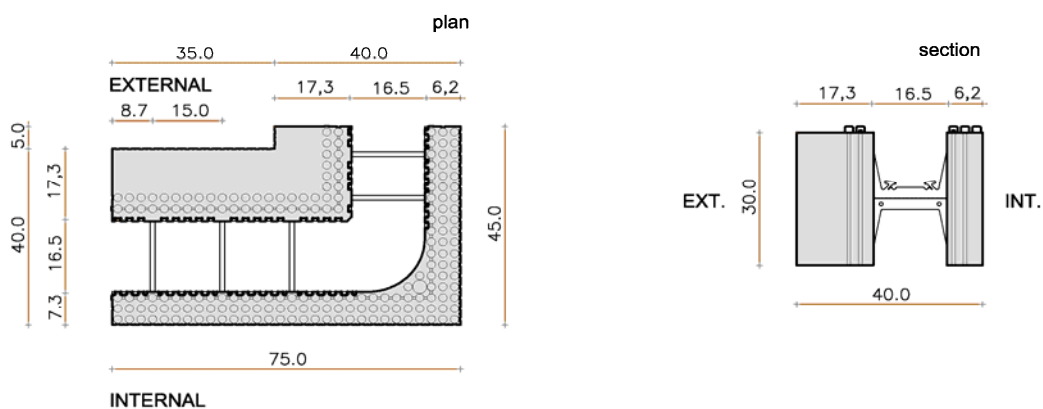 plan
section
35.0 40.0
EXTERNAL
17,3 16.5 6,2
17,3 16.5 6,2
8.7 15.0
5.0
17,3
40.0
16.5
7.3
45.0
EXT.
30.0
INT.
40.0
75.0
INTERNAL